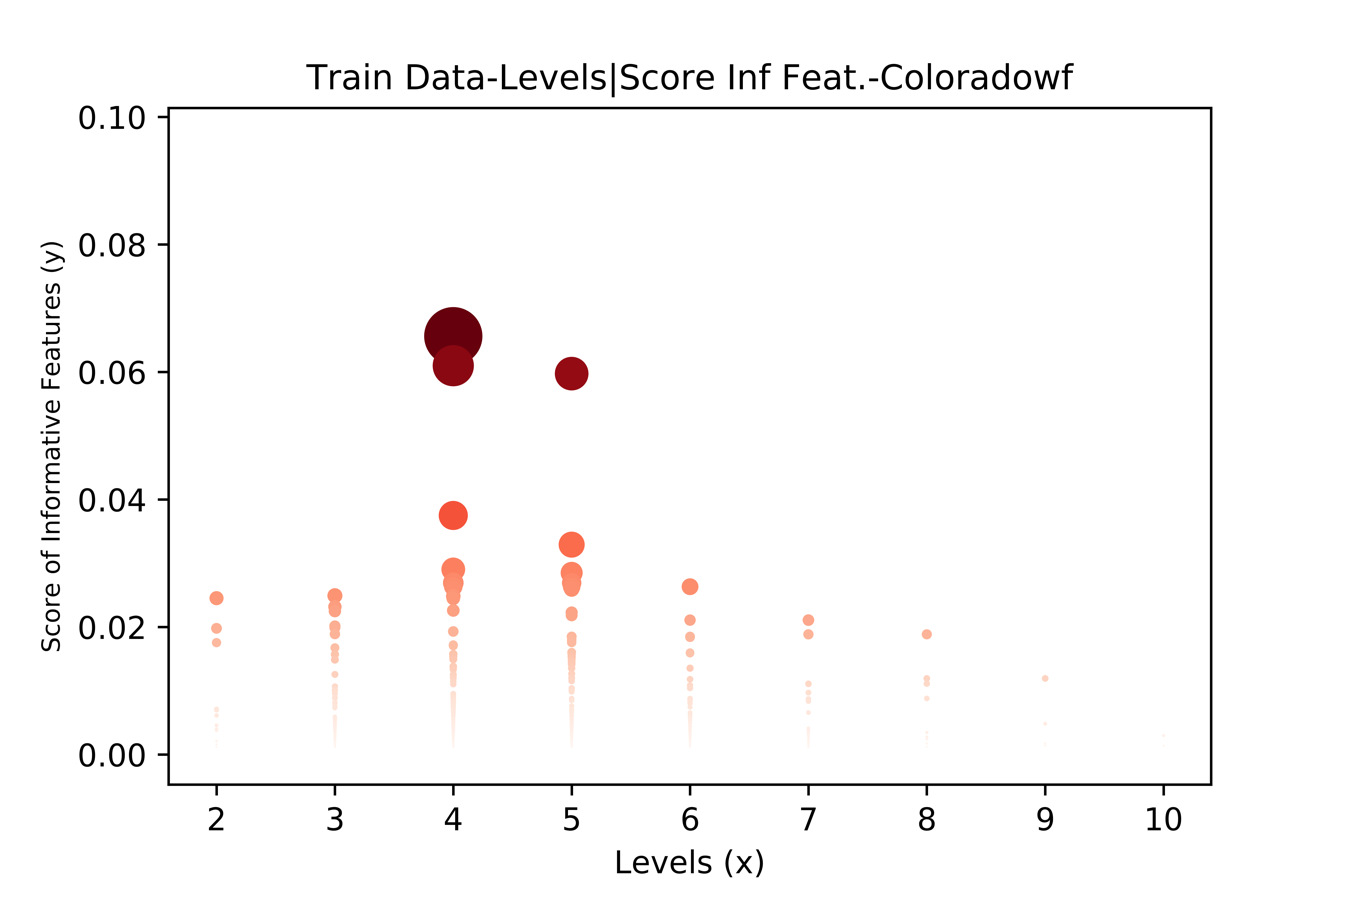 Train Data-Levels|Score Inf Feat.-Coloradowf
0.10
0.08
0.06
0.04
0.02
0.00
Score of Informative Features (y)
2 3 4 5 6 7 8 9 10
Levels (x)